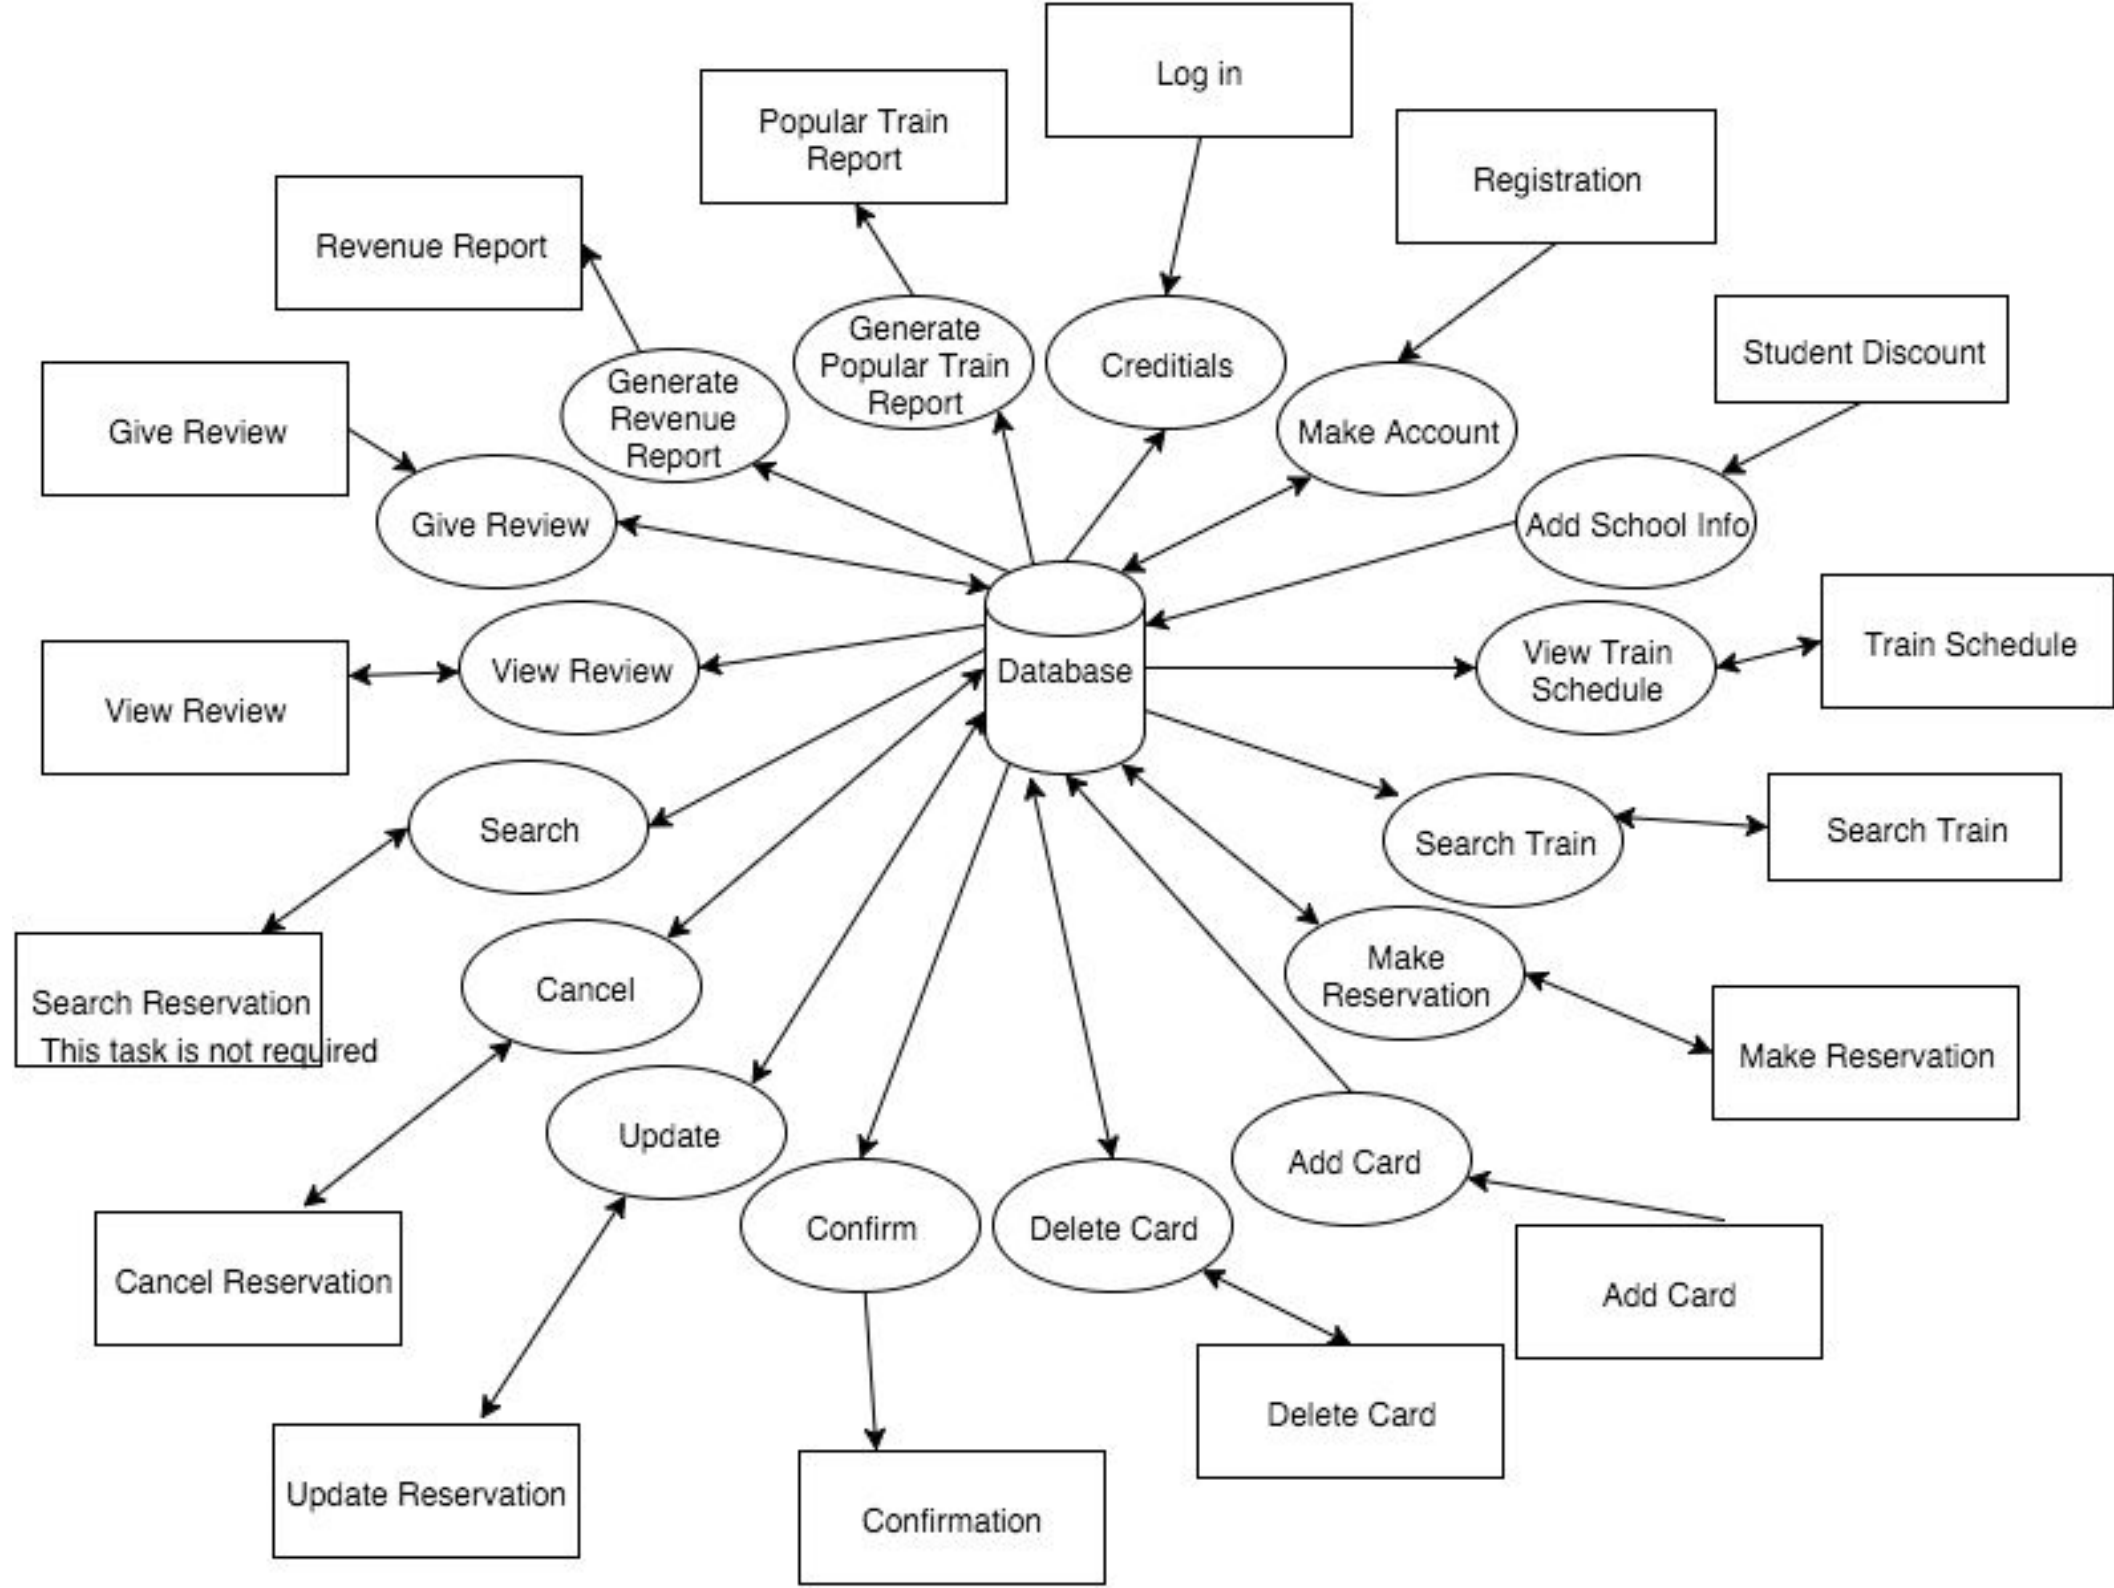 Log in
Popular Train
Report
Registration
Revenue Report
Generate
Popular Train
Report
Creditials
Student Discount
Generate
Revenue
Report
Make Account
Give Review
Give Review
Add School Info
View Train
Schedule
Train Schedule
Database
View Review
View Review
Search
Search Train
Search Train
Search Reservation
This task is not required
Cancel
Make
Reservation
Make Reservation
Update
Add Card
Confirm
Delete Card
Cancel Reservation
Add Card
Delete Card
Update Reservation
Confirmation